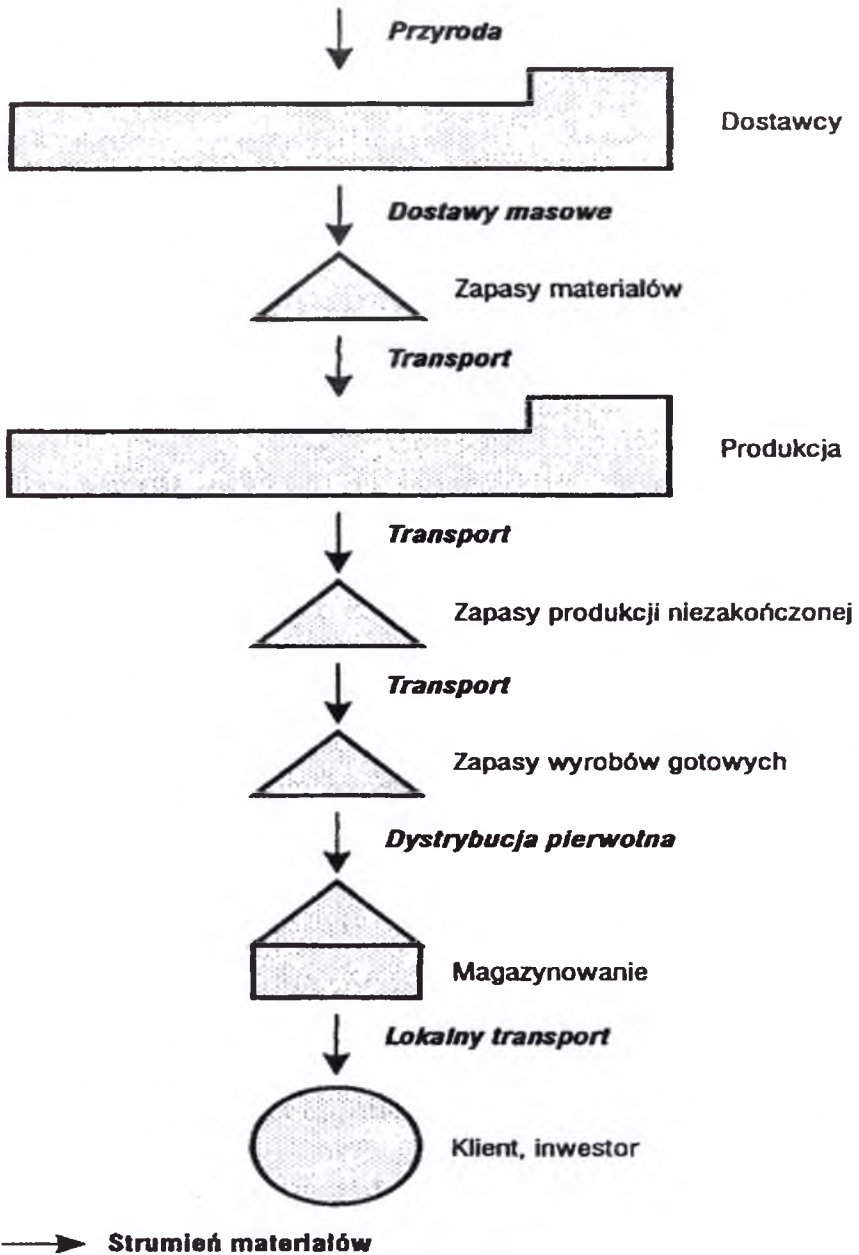 Przyroda
Dostawcy
Dostawy masowe
Zapasy materiałów
Transport
Produkcja
Transport
Zapasy produkcji niezakończonej
Transport
Zapasy wyrobów gotowych
Dystrybucja pierwotna
Magazynowanie
Lokalny transport
Klient, inwestor
Strumień materiałów